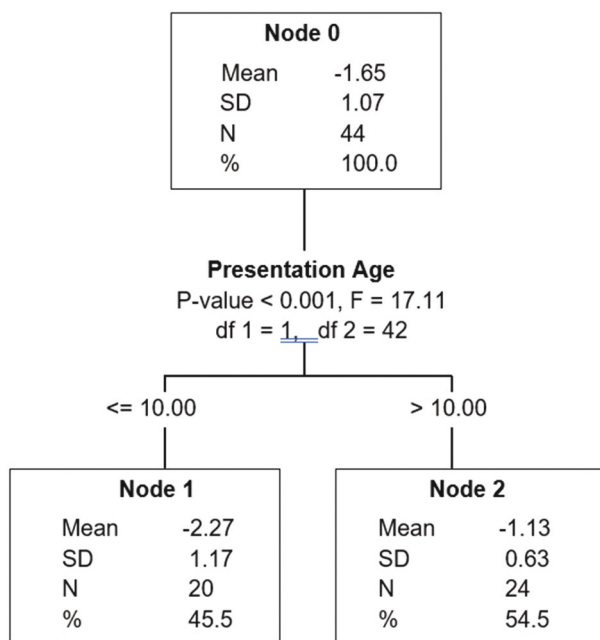 Node 0
Mean -1.65
SD 1.07
N 44
% 100.0
Presentation Age
P-value < 0.001, F = 17.11
df 1 = 1, df 2 = 42
<= 10.00
> 10.00
Node 1
Mean -2.27
SD 1.17
N 20
% 45.5
Node 2
Mean -1.13
SD 0.63
N 24
% 54.5